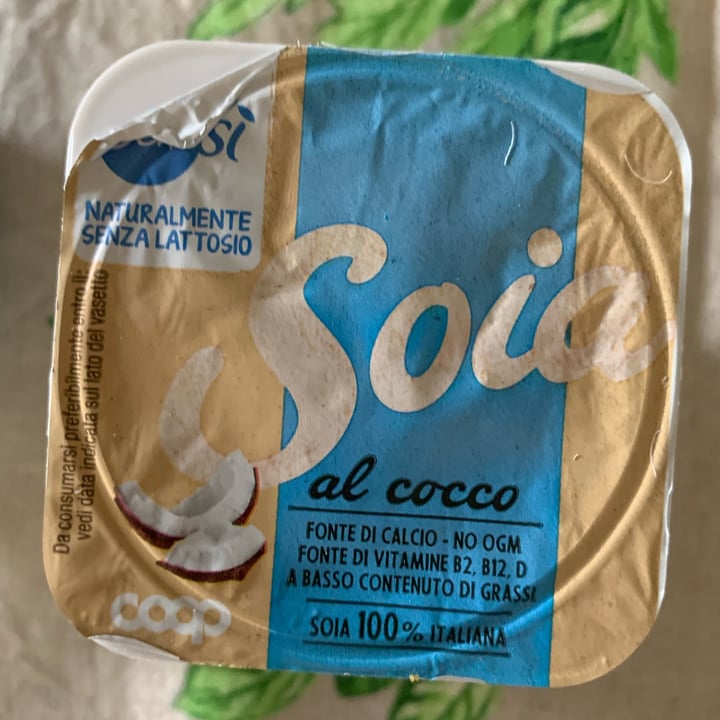 sì
NATURALMENTE
SENZA LATTOSIO
Da consumarsi preferibilmente entro il:
vedi data indicata sul lato del vasetto
Soia
al cocco
FONTE DI CALCIO - NO OGM
FONTE DI VITAMINE B2, B12, D
A BASSO CONTENUTO DI GRASSI
SOIA 100% ITALIANA
coop